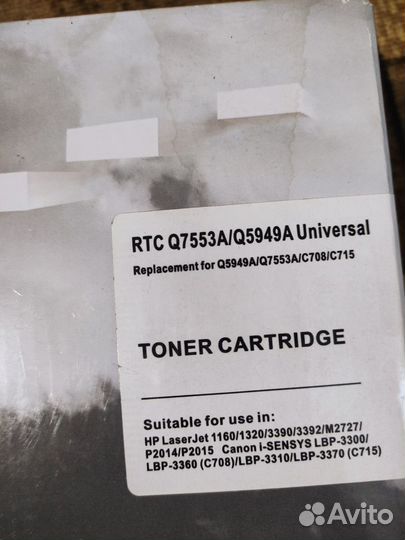 RTC Q7553A/Q5949A Universal
Replacement for Q5949A/Q7553A/C708/C715
TONER CARTRIDGE
Suitable for use in:
HP LaserJet 1160/1320/3390/3392/M2727/
P2014/P2015 Canon I-SENSYS LBP-3300/
LBP-3360 (C708)/LBP-3310/LBP-3370 (C715)
Avito